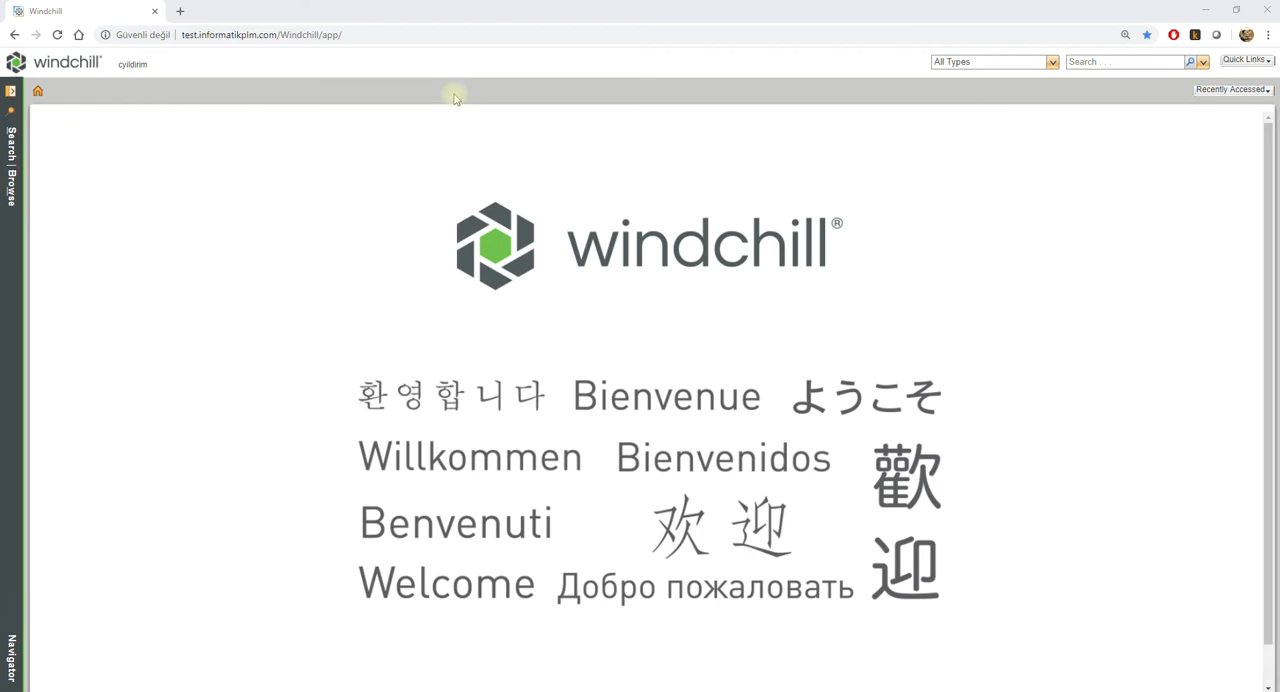 Windchill
Güvenli değil test.informatikplm.com/Windchill/app/
windchill® cyildirim All Types Search . . . Quick Links
Recently Accessed
Search | Browse
windchill®
환영합니다 Bienvenue ようこそ
Willkommen Bienvenidos 歡
Benvenuti 欢迎 迎
Welcome Добро пожаловать
Navigator